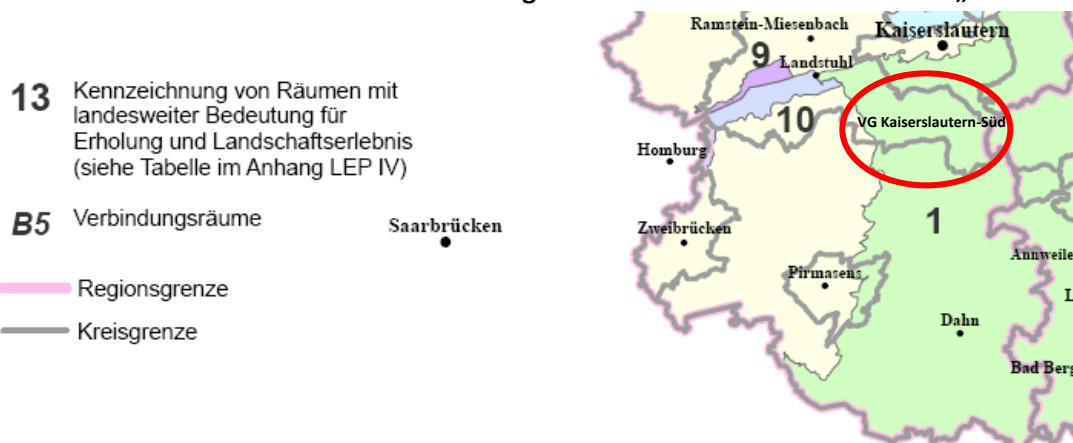 13 Kennzeichnung von Räumen mit
landesweiter Bedeutung für
Erholung und Landschaftserlebnis
(siehe Tabelle im Anhang LEP IV)
B5 Verbindungsräume
Regionsgrenze
Kreisgrenze
Saarbrücken
Ramstein-Miesenbach
Kaiserslautern
9
Landstuhl
10
VG Kaiserslautern-Süd
Homburg
1
Zweibrücken
Annweile
Pirmasens
L
Dahn
Bad Berg